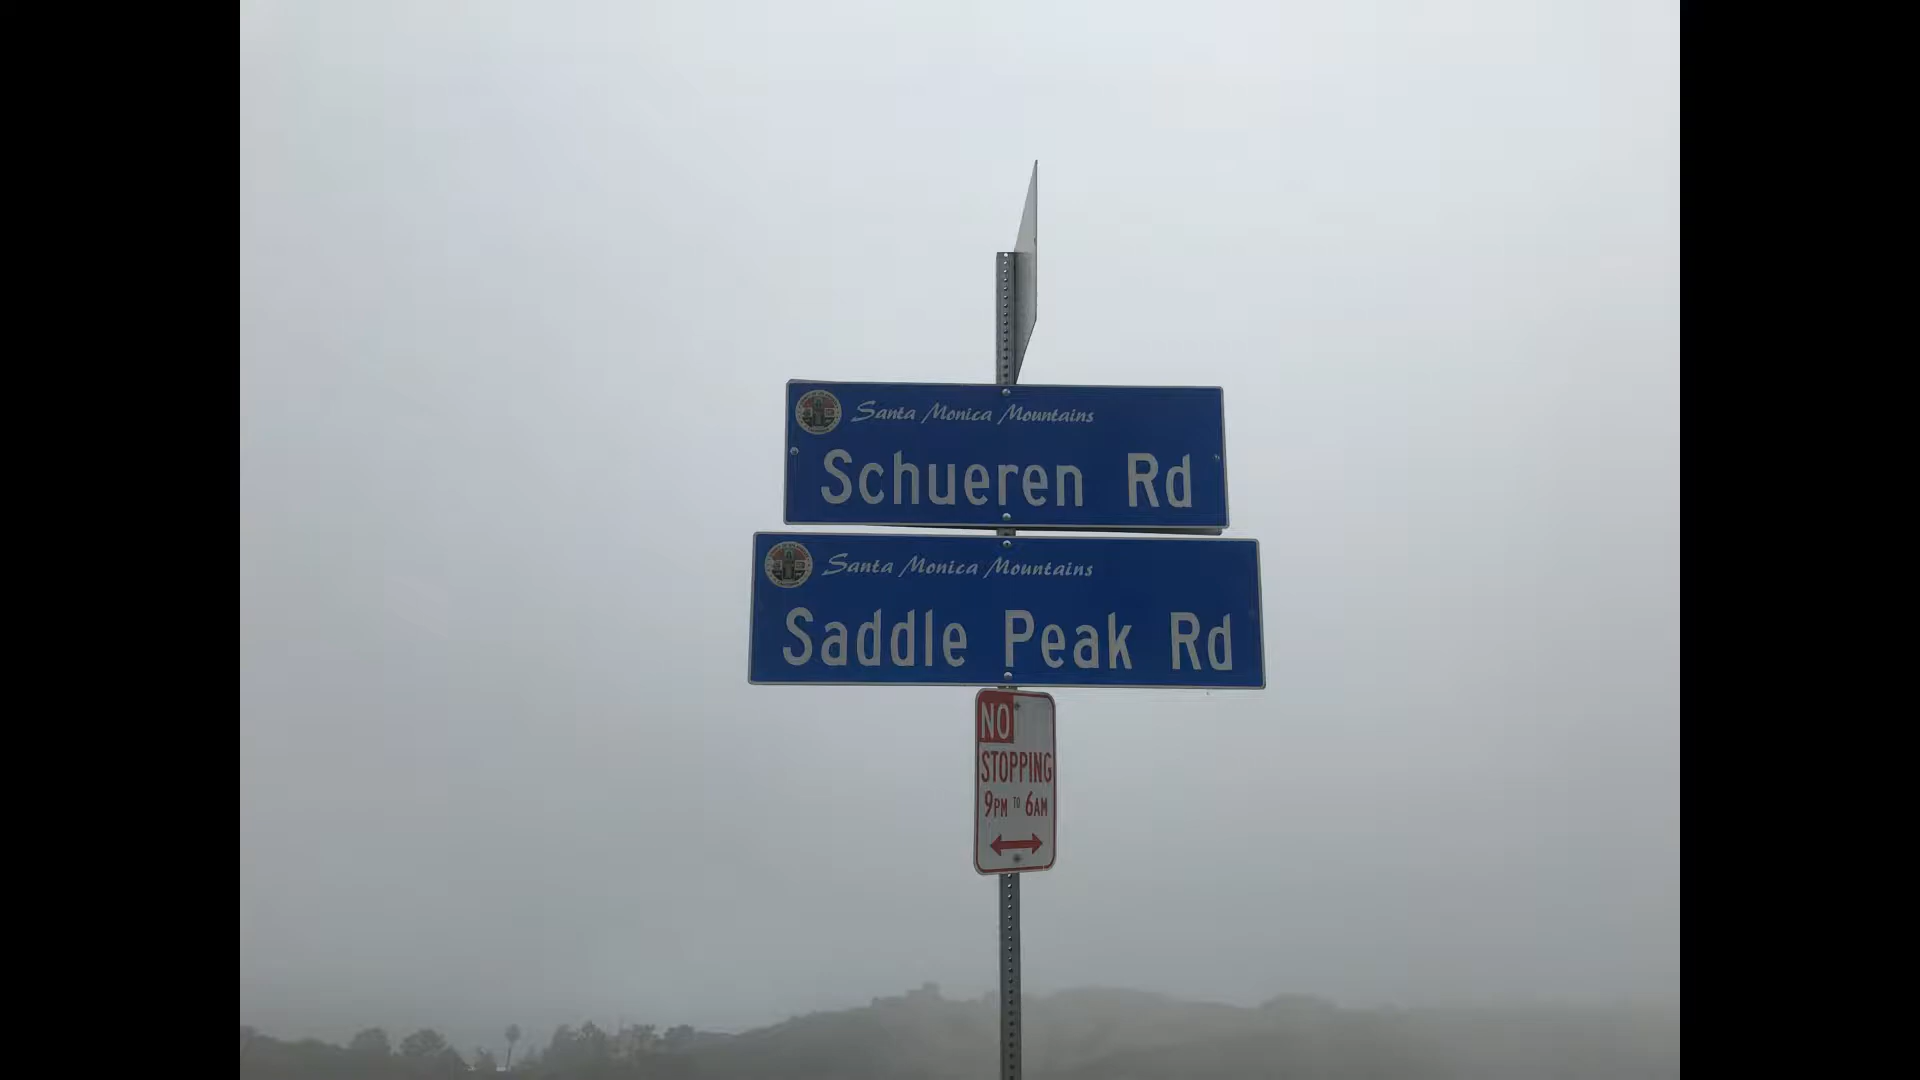 Santa Monica Mountains
Schueren Rd
Santa Monica Mountains
Saddle Peak Rd
NO
STOPPING
9PM TO 6AM